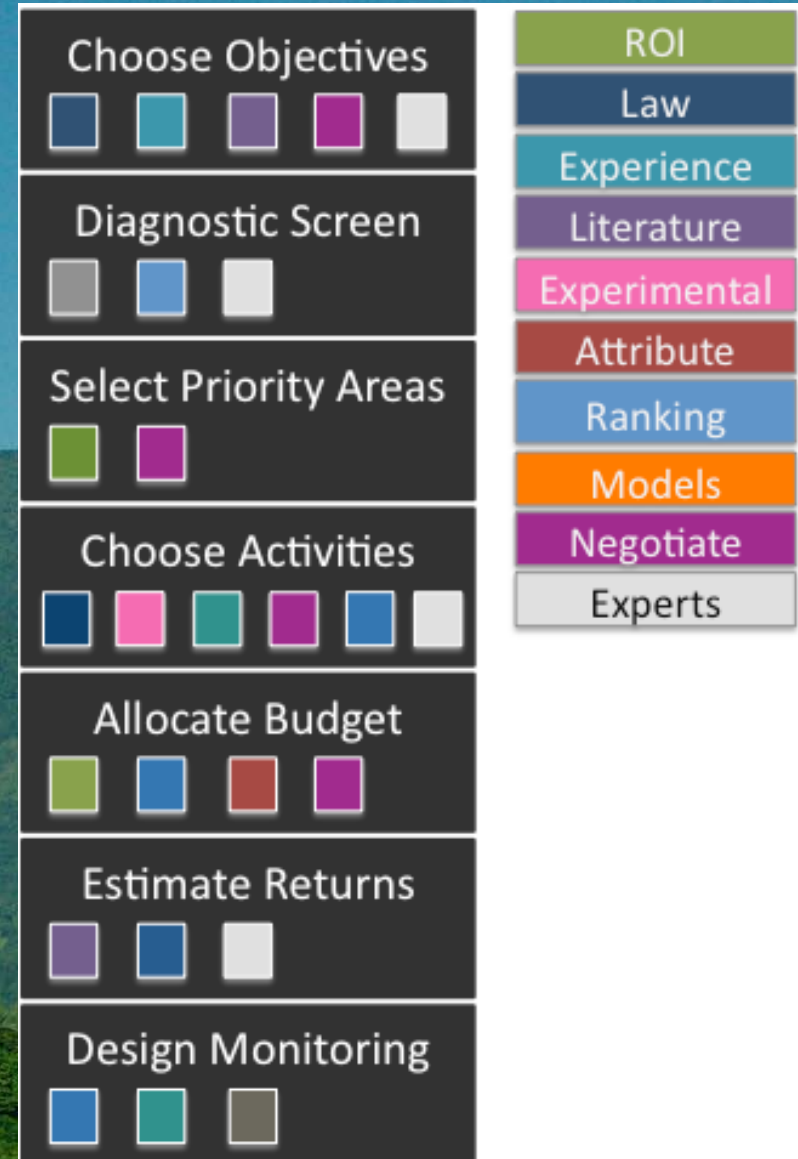 Choose Objectives
Diagnostic Screen
Select Priority Areas
Choose Activities
Allocate Budget
Estimate Returns
Design Monitoring
ROI
Law
Experience
Literature
Experimental
Attribute
Ranking
Models
Negotiate
Experts